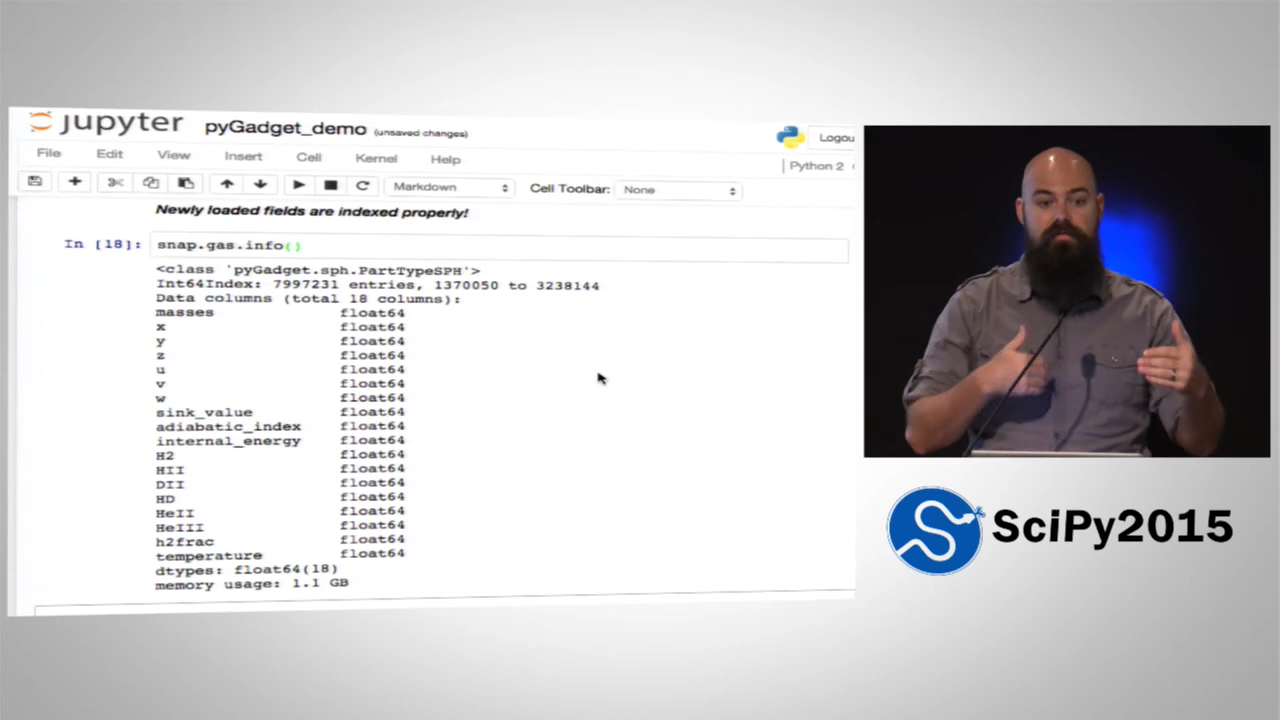 jupyter pyGadget_demo (unsaved changes)
Logou
File Edit View Insert Cell Kernel Help
Python 2
Markdown Cell Toolbar: None
Newly loaded fields are indexed properly!
In [18]: snap.gas.info()
<class 'pyGadget.sph.PartTypeSPH'>
Int64Index: 7997231 entries, 1370050 to 3238144
Data columns (total 18 columns):
masses float64
x float64
y float64
z float64
u float64
v float64
w float64
sink_value float64
adiabatic_index float64
internal_energy float64
H2 float64
HII float64
DII float64
HD float64
HeII float64
HeIII float64
h2frac float64
temperature float64
dtypes: float64(18)
memory usage: 1.1 GB
SciPy2015